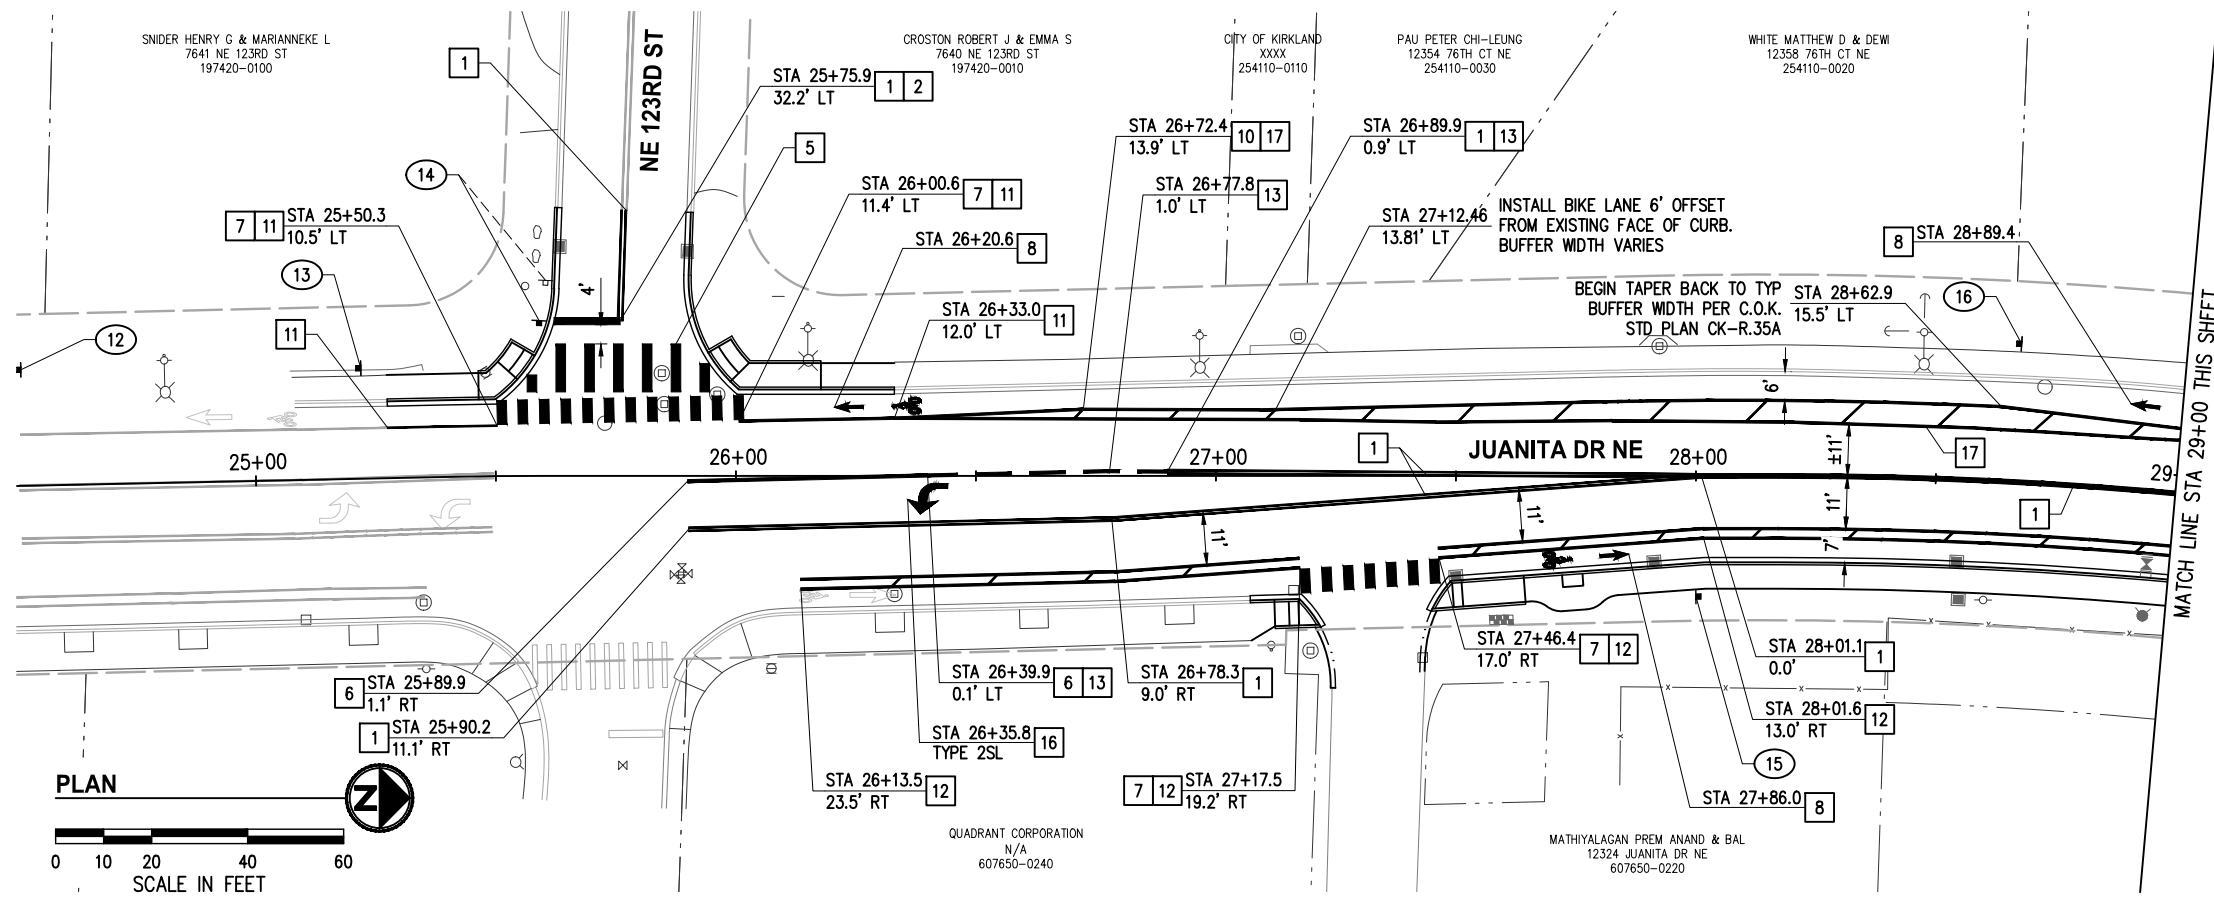 SNIDER HENRY G & MARIANNEKE L
7641 NE 123RD ST
197420-0100
1
NE 123RD ST
STA 25+75.9
32.2' LT
1 2
CROSTON ROBERT J & EMMA S
7640 NE 123RD ST
197420-0010
CITY OF KIRKLAND
XXXX
254110-0110
PAU PETER CHI-LEUNG
12354 76TH CT NE
254110-0030
WHITE MATTHEW D & DEWI
12358 76TH CT NE
254110-0020
5
14
7 11
STA 25+50.3
10.5' LT
13
12
11
4'
STA 26+00.6
11.4' LT
7 11
STA 26+20.6
8
STA 26+33.0
12.0' LT
11
STA 26+72.4
13.9' LT
10 17
STA 26+77.8
1.0' LT
13
STA 26+89.9
0.9' LT
1 13
STA 27+12.46
13.81' LT
INSTALL BIKE LANE 6' OFFSET
FROM EXISTING FACE OF CURB.
BUFFER WIDTH VARIES
8
STA 28+89.4
BEGIN TAPER BACK TO TYP
BUFFER WIDTH PER C.O.K.
STD PLAN CK-R.35A
STA 28+62.9
15.5' LT
16
6'
25+00
26+00
27+00
28+00
29
1
JUANITA DR NE
±11'
17
11'
1
11'
11'
7'
MATCH LINE STA 29+00 THIS SHEET
6
STA 25+89.9
1.1' RT
1
STA 25+90.2
11.1' RT
STA 26+39.9
0.1' LT
6 13
STA 26+35.8
TYPE 2SL
16
STA 26+13.5
23.5' RT
12
STA 26+78.3
9.0' RT
1
7 12
STA 27+17.5
19.2' RT
STA 27+46.4
17.0' RT
7 12
STA 28+01.1
0.0'
1
STA 28+01.6
13.0' RT
12
15
STA 27+86.0
8
x x x x
x x x x
x
PLAN
Z
0 10 20 40 60
SCALE IN FEET
QUADRANT CORPORATION
N/A
607650-0240
MATHIYALAGAN PREM ANAND & BAL
12324 JUANITA DR NE
607650-0220